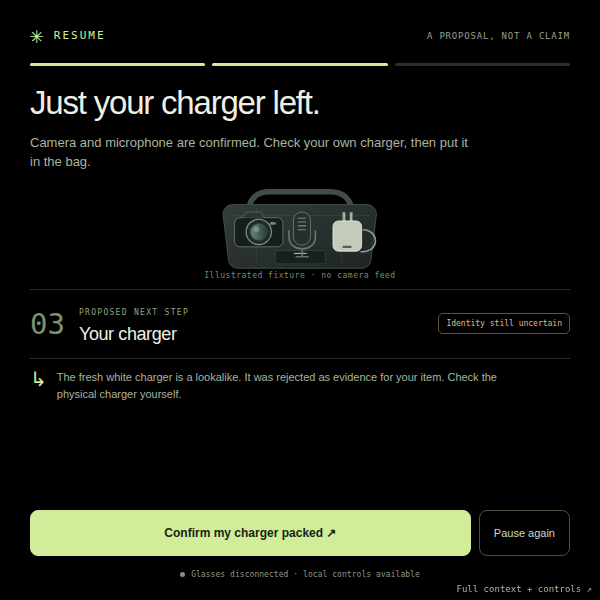 RESUME
A PROPOSAL, NOT A CLAIM
Just your charger left.
Camera and microphone are confirmed. Check your own charger, then put it
in the bag.
Illustrated fixture · no camera feed
03
PROPOSED NEXT STEP
Your charger
Identity still uncertain
↳ The fresh white charger is a lookalike. It was rejected as evidence for your item. Check the
physical charger yourself.
Confirm my charger packed ↗
Pause again
Glasses disconnected · local controls available
Full context + controls ↗